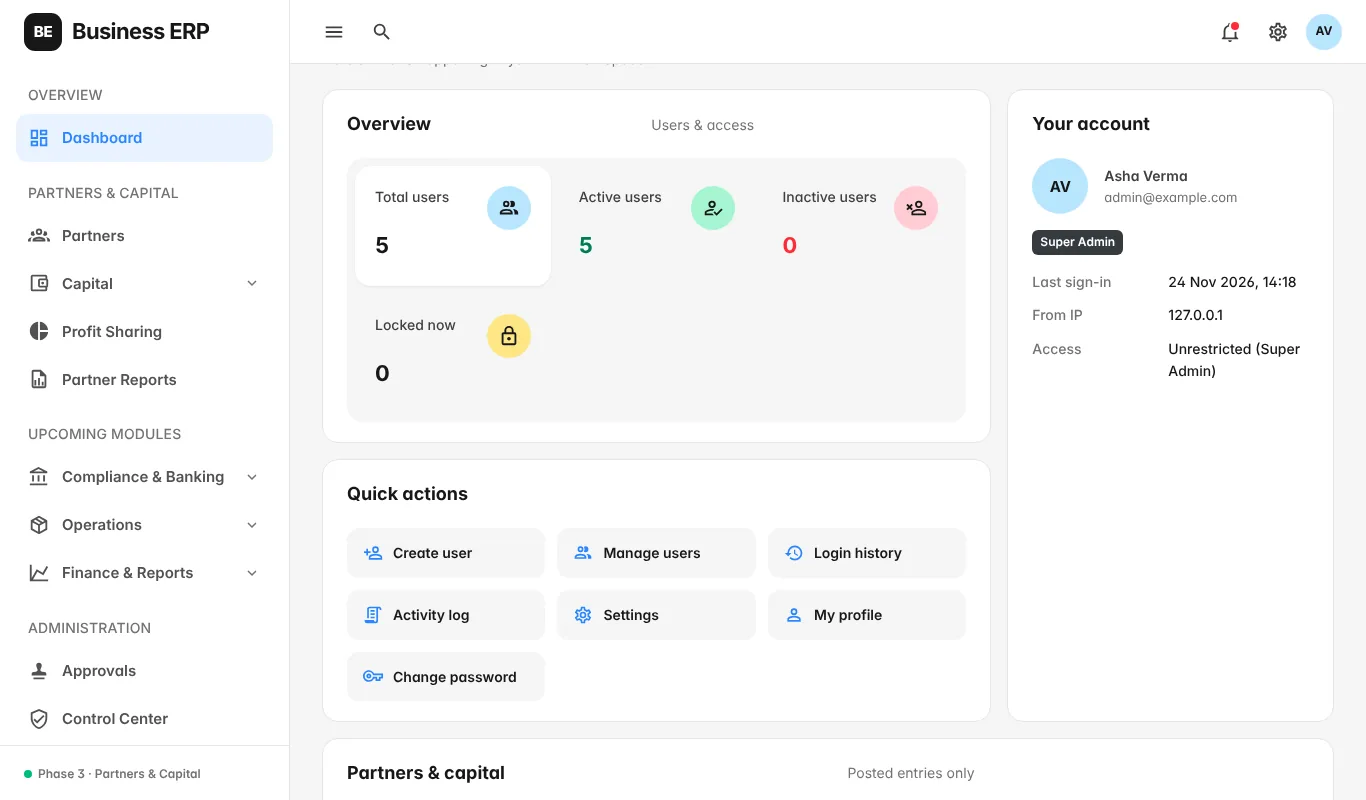 BE Business ERP
AV
OVERVIEW
Dashboard
PARTNERS & CAPITAL
Partners
Capital
Profit Sharing
Partner Reports
UPCOMING MODULES
Compliance & Banking
Operations
Finance & Reports
ADMINISTRATION
Approvals
Control Center
Phase 3 · Partners & Capital
Overview
Users & access
Total users
5
Active users
5
Inactive users
0
Locked now
0
Your account
AV
Asha Verma
admin@example.com
Super Admin
Last sign-in 24 Nov 2026, 14:18
From IP 127.0.0.1
Access Unrestricted (Super
Admin)
Quick actions
Create user
Manage users
Login history
Activity log
Settings
My profile
Change password
Partners & capital
Posted entries only